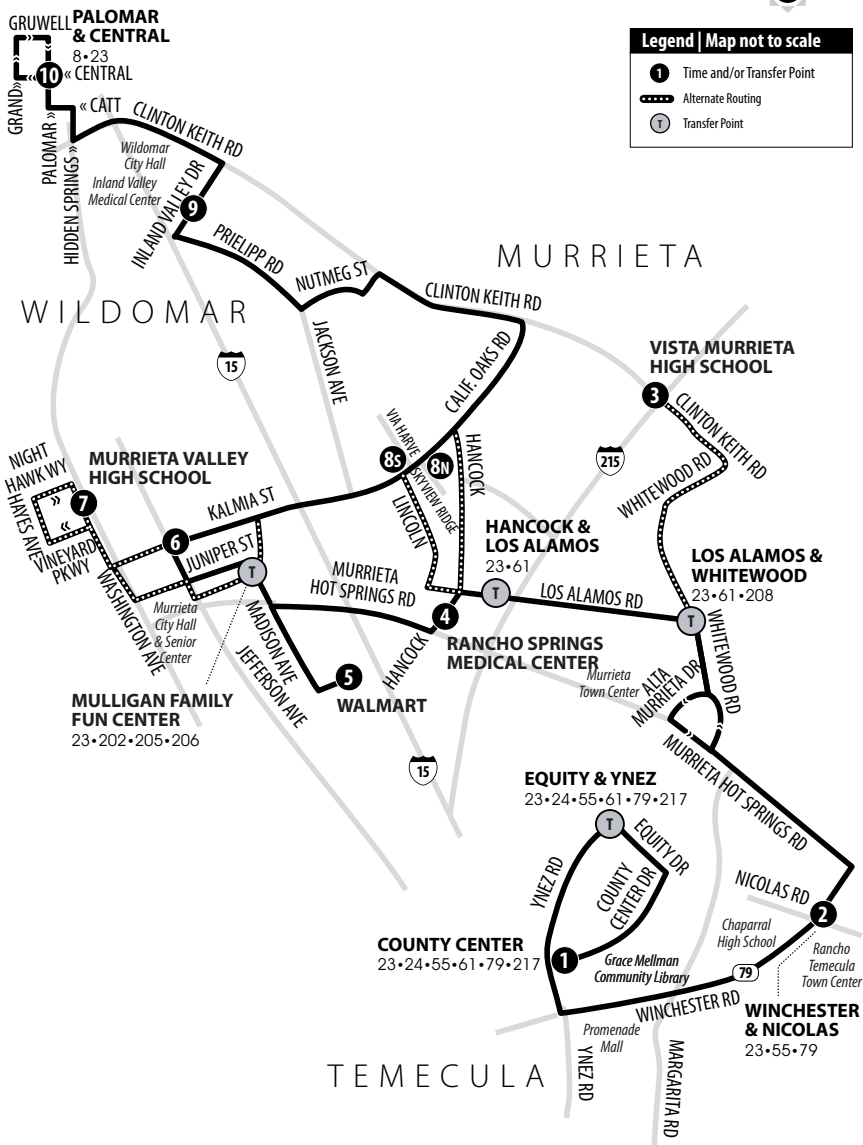 GRUWELL
PALOMAR
& CENTRAL
8•23
10
« CENTRAL
GRAND»
« CATT
PALOMAR »
HIDDEN SPRINGS »
CLINTON KEITH RD
Wildomar
City Hall
Inland Valley
Medical Center
INLAND VALLEY DR
9
PRIELIPP RD
NUTMEG ST
CLINTON KEITH RD
Legend | Map not to scale
1 Time and/or Transfer Point
Alternate Routing
T Transfer Point
MURRIETA
WILDOMAR
15
JACKSON AVE
CALIF. OAKS RD
VISTA MURRIETA
HIGH SCHOOL
3
CLINTON KEITH RD
WHITEWOOD RD
215
VIA HARVE
SKYVIEW RIDGE
HANCOCK
8S
8N
LINCOLN
NIGHT
HAWK WY
HAYES AVE
VINEYARD
PKWY
MURRIETA VALLEY
HIGH SCHOOL
7
KALMIA ST
6
JUNIPER ST
T
WASHINGTON AVE
Murrieta
City Hall
& Senior
Center
MURRIETA
HOT SPRINGS RD
MADISON AVE
JEFFERSON AVE
HANCOCK
4
HANCOCK &
LOS ALAMOS
23•61
T
LOS ALAMOS RD
LOS ALAMOS &
WHITEWOOD
23•61•208
T
WHITEWOOD RD
RANCHO SPRINGS
MEDICAL CENTER
5
WALMART
MULLIGAN FAMILY
FUN CENTER
23•202•205•206
Murrieta
Town Center
ALTA
MURRIETA DR
MURRIETA HOT SPRINGS RD
15
EQUITY & YNEZ
23•24•55•61•79•217
T
EQUITY DR
YNEZ RD
COUNTY
CENTER DR
COUNTY CENTER
23•24•55•61•79•217
1
Grace Mellman
Community Library
NICOLAS RD
2
Chaparral
High School
Rancho
Temecula
Town Center
79
WINCHESTER RD
WINCHESTER
& NICOLAS
23•55•79
Promenade
Mall
YNEZ RD
MARGARITA RD
TEMECULA